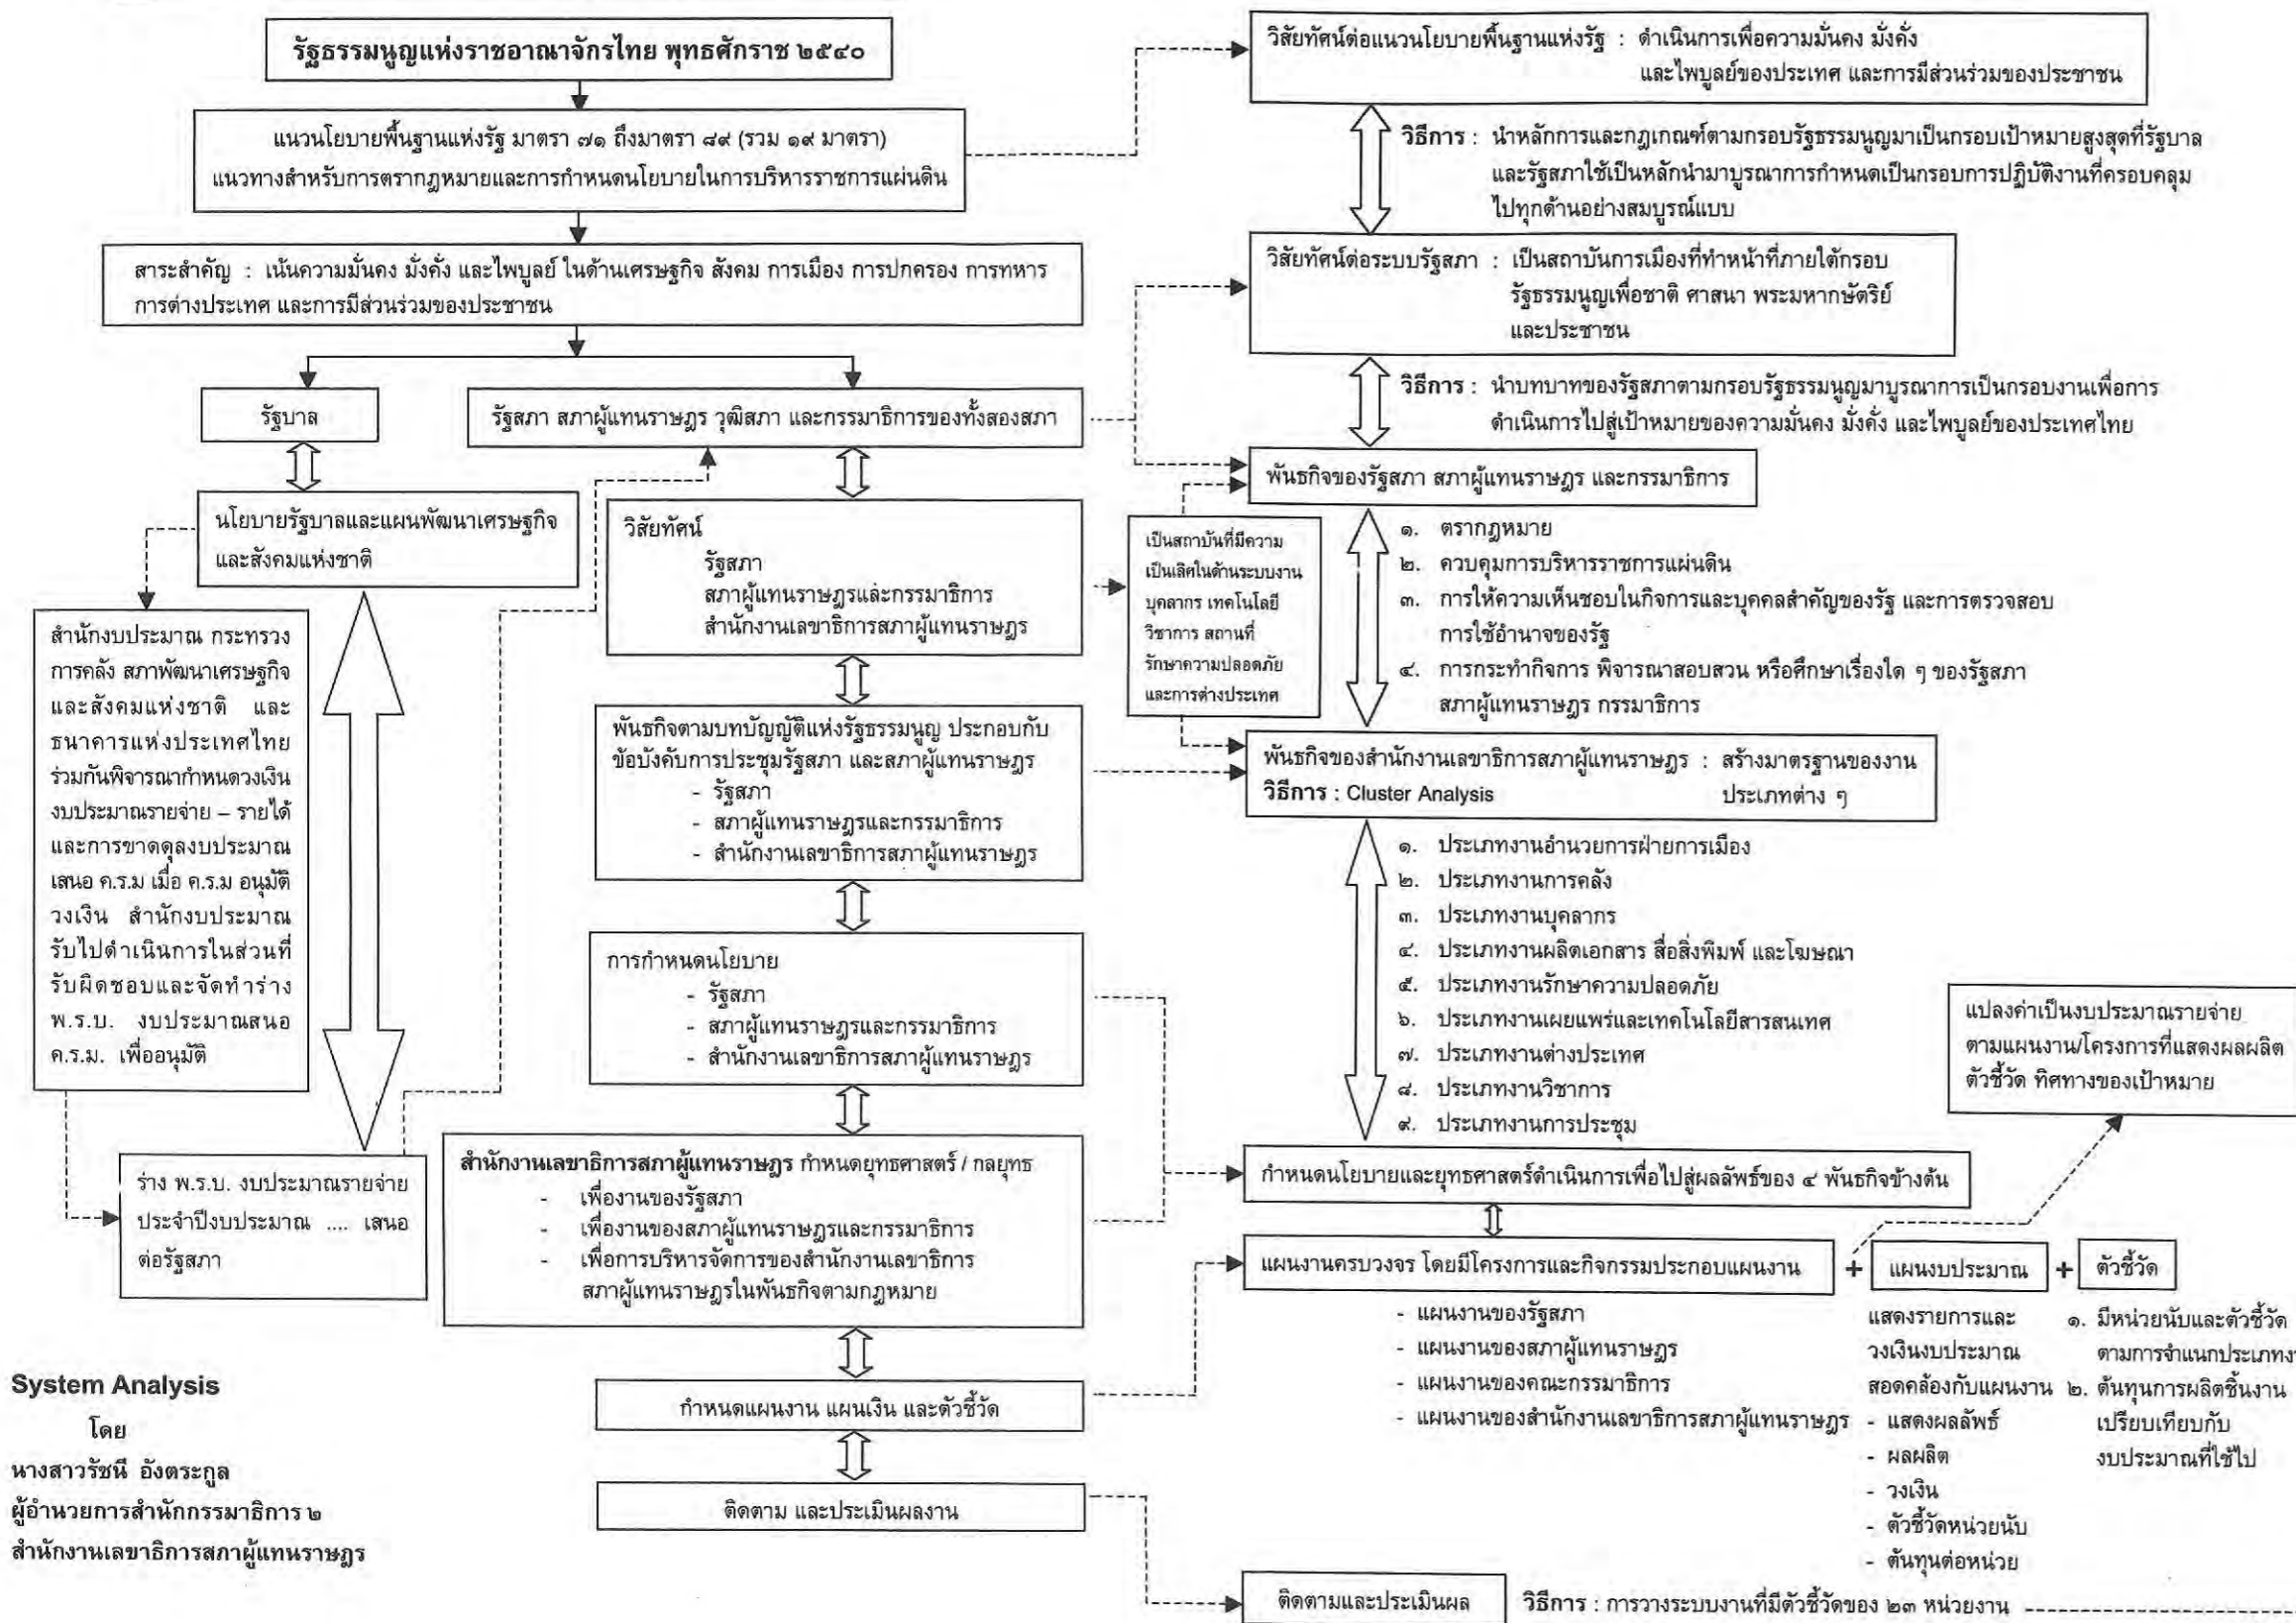 รัฐธรรมนูญแห่งราชอาณาจักรไทย พุทธศักราช ๒๕๔๐
แนวนโยบายพื้นฐานแห่งรัฐ มาตรา ๗๑ ถึงมาตรา ๘๙ (รวม ๑๙ มาตรา)
แนวทางสำหรับการตรากฎหมายและการกำหนดนโยบายในการบริหารราชการแผ่นดิน
สาระสำคัญ : เน้นความมั่นคง มั่งคั่ง และไพบูลย์ ในด้านเศรษฐกิจ สังคม การเมือง การปกครอง การทหาร
การต่างประเทศ และการมีส่วนร่วมของประชาชน
รัฐบาล
รัฐสภา สภาผู้แทนราษฎร วุฒิสภา และกรรมาธิการของทั้งสองสภา
นโยบายรัฐบาลและแผนพัฒนาเศรษฐกิจ
และสังคมแห่งชาติ
สำนักงบประมาณ กระทรวง
การคลัง สภาพัฒนาเศรษฐกิจ
และสังคมแห่งชาติ และ
ธนาคารแห่งประเทศไทย
ร่วมกันพิจารณากำหนดวงเงิน
งบประมาณรายจ่าย – รายได้
และการขาดดุลงบประมาณ
เสนอ ค.ร.ม เมื่อ ค.ร.ม อนุมัติ
วงเงิน สำนักงบประมาณ
รับไปดำเนินการในส่วนที่
รับผิดชอบและจัดทำร่าง
พ.ร.บ. งบประมาณสนอ
ค.ร.ม. เพื่ออนุมัติ
ร่าง พ.ร.บ. งบประมาณรายจ่าย
ประจำปีงบประมาณ .... เสนอ
ต่อรัฐสภา
วิสัยทัศน์
รัฐสภา
สภาผู้แทนราษฎรและกรรมาธิการ
สำนักงานเลขาธิการสภาผู้แทนราษฎร
พันธกิจตามบทบัญญัติแห่งรัฐธรรมนูญ ประกอบกับ
ข้อบังคับการประชุมรัฐสภา และสภาผู้แทนราษฎร
- รัฐสภา
- สภาผู้แทนราษฎรและกรรมาธิการ
- สำนักงานเลขาธิการสภาผู้แทนราษฎร
การกำหนดนโยบาย
- รัฐสภา
- สภาผู้แทนราษฎรและกรรมาธิการ
- สำนักงานเลขาธิการสภาผู้แทนราษฎร
สำนักงานเลขาธิการสภาผู้แทนราษฎร กำหนดยุทธศาสตร์ / กลยุทธ
- เพื่องานของรัฐสภา
- เพื่องานของสภาผู้แทนราษฎรและกรรมาธิการ
- เพื่อการบริหารจัดการของสำนักงานเลขาธิการ
สภาผู้แทนราษฎรในพันธกิจตามกฎหมาย
กำหนดแผนงาน แผนเงิน และตัวชี้วัด
ติดตาม และประเมินผลงาน
System Analysis
โดย
นางสาวรัชนี อังตระกูล
ผู้อำนวยการสำนักกรรมาธิการ ๒
สำนักงานเลขาธิการสภาผู้แทนราษฎร
วิสัยทัศน์ต่อแนวนโยบายพื้นฐานแห่งรัฐ : ดำเนินการเพื่อความมั่นคง มั่งคั่ง
และไพบูลย์ของประเทศ และการมีส่วนร่วมของประชาชน
วิธีการ : นำหลักการและกฎเกณฑ์ตามกรอบรัฐธรรมนูญมาเป็นกรอบเป้าหมายสูงสุดที่รัฐบาล
และรัฐสภาใช้เป็นหลักนำมาบูรณาการกำหนดเป็นกรอบการปฏิบัติงานที่ครอบคลุม
ไปทุกด้านอย่างสมบูรณ์แบบ
วิสัยทัศน์ต่อระบบรัฐสภา : เป็นสถาบันการเมืองที่ทำหน้าที่ภายใต้กรอบ
รัฐธรรมนูญเพื่อชาติ ศาสนา พระมหากษัตริย์
และประชาชน
วิธีการ : นำบทบาทของรัฐสภาตามกรอบรัฐธรรมนูญมาบูรณาการเป็นกรอบงานเพื่อการ
ดำเนินการไปสู่เป้าหมายของความมั่นคง มั่งคั่ง และไพบูลย์ของประเทศไทย
พันธกิจของรัฐสภา สภาผู้แทนราษฎร และกรรมาธิการ
เป็นสถาบันที่มีความ
เป็นเลิศในด้านระบบงาน
บุคลากร เทคโนโลยี
วิชาการ สถานที่
รักษาความปลอดภัย
และการต่างประเทศ
๑. ตรากฎหมาย
๒. ควบคุมการบริหารราชการแผ่นดิน
๓. การให้ความเห็นชอบในกิจการและบุคคลสำคัญของรัฐ และการตรวจสอบ
การใช้อำนาจของรัฐ
๔. การกระทำกิจการ พิจารณาสอบสวน หรือศึกษาเรื่องใด ๆ ของรัฐสภา
สภาผู้แทนราษฎร กรรมาธิการ
พันธกิจของสำนักงานเลขาธิการสภาผู้แทนราษฎร : สร้างมาตรฐานของงาน
วิธีการ : Cluster Analysis ประเภทต่าง ๆ
๑. ประเภทงานอำนวยการฝ่ายการเมือง
๒. ประเภทงานการคลัง
๓. ประเภทงานบุคลากร
๔. ประเภทงานผลิตเอกสาร สื่อสิ่งพิมพ์ และโฆษณา
๕. ประเภทงานรักษาความปลอดภัย
๖. ประเภทงานเผยแพร่และเทคโนโลยีสารสนเทศ
๗. ประเภทงานต่างประเทศ
๘. ประเภทงานวิชาการ
๙. ประเภทงานการประชุม
แปลงค่าเป็นงบประมาณรายจ่าย
ตามแผนงาน/โครงการที่แสดงผลผลิต
ตัวชี้วัด ทิศทางของเป้าหมาย
กำหนดนโยบายและยุทธศาสตร์ดำเนินการเพื่อไปสู่ผลลัพธ์ของ ๔ พันธกิจข้างต้น
แผนงานครบวงจร โดยมีโครงการและกิจกรรมประกอบแผนงาน + แผนงบประมาณ + ตัวชี้วัด
- แผนงานของรัฐสภา
- แผนงานของสภาผู้แทนราษฎร
- แผนงานของคณะกรรมาธิการ
- แผนงานของสำนักงานเลขาธิการสภาผู้แทนราษฎร
แสดงรายการและ
วงเงินงบประมาณ
สอดคล้องกับแผนงาน
- แสดงผลลัพธ์
- ผลผลิต
- วงเงิน
- ตัวชี้วัดหน่วยนับ
- ต้นทุนต่อหน่วย
๑. มีหน่วยนับและตัวชี้วัด
ตามการจำแนกประเภท
๒. ต้นทุนการผลิตชิ้นงาน
เปรียบเทียบกับ
งบประมาณที่ใช้ไป
ติดตามและประเมินผล วิธีการ : การวางระบบงานที่มีตัวชี้วัดของ ๒๓ หน่วยงาน